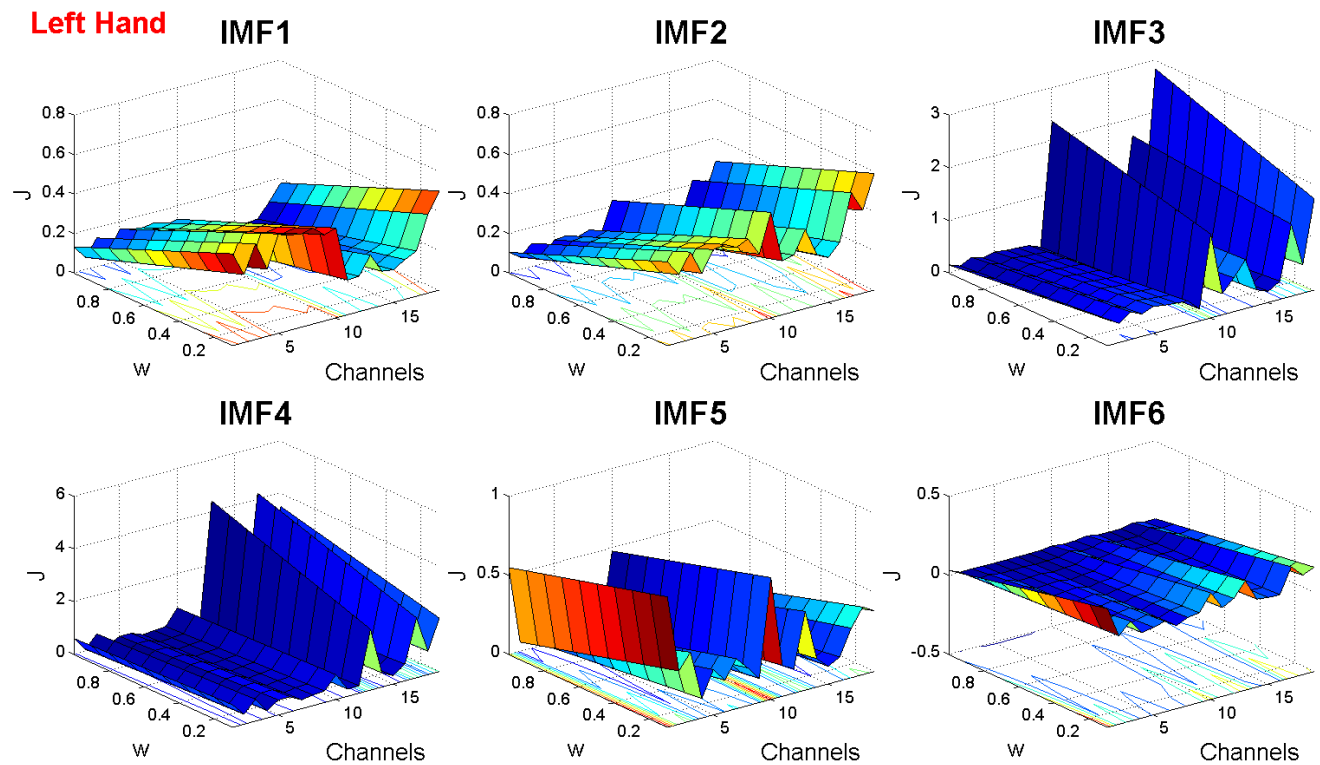 Left Hand
IMF1
IMF2
IMF3
0.8
0.6
0.4
0.2
0
J
0.8
0.6
0.4
0.2
w
5
10
15
Channels
0.8
0.6
0.4
0.2
0
J
0.8
0.6
0.4
0.2
w
5
10
15
Channels
3
2
1
0
J
0.8
0.6
0.4
0.2
w
5
10
15
Channels
IMF4
IMF5
IMF6
6
4
2
0
J
0.8
0.6
0.4
0.2
w
5
10
15
Channels
1
0.5
0
J
0.8
0.6
0.4
0.2
w
5
10
15
Channels
0.5
0
-0.5
J
0.8
0.6
0.4
0.2
w
5
10
15
Channels